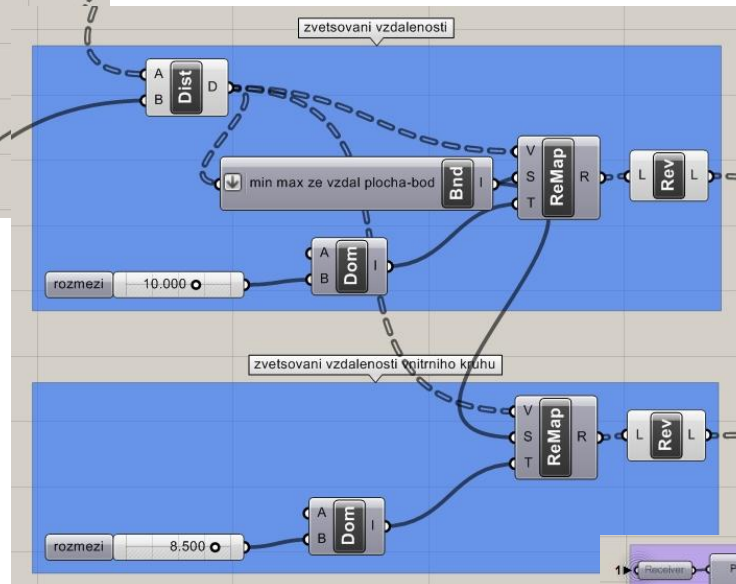 zvetsovani vzdalenosti
A
B
Dist
D
min max ze vzdal plocha-bod
Bnd
I
V
S
T
ReMap
R
L
Rev
L
A
B
Dom
I
rozmezi
10.000
zvetsovani vzdalenosti vnitrniho kruhu
V
S
T
ReMap
R
L
Rev
L
A
B
Dom
I
rozmezi
8.500
1
Receiver
P